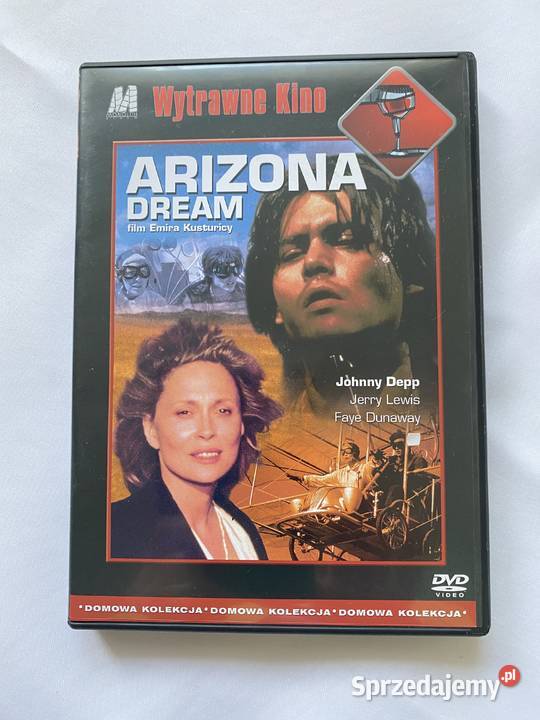 Wytrawne Kino
MONOLITH
ARIZONA
DREAM
film Emira Kusturicy
Johnny Depp
Jerry Lewis
Faye Dunaway
DVD
VIDEO
*DOMOWA KOLEKCJA*DOMOWA KOLEKCJA*DOMOWA KOLEKCJA*
Sprzedajemy.pl